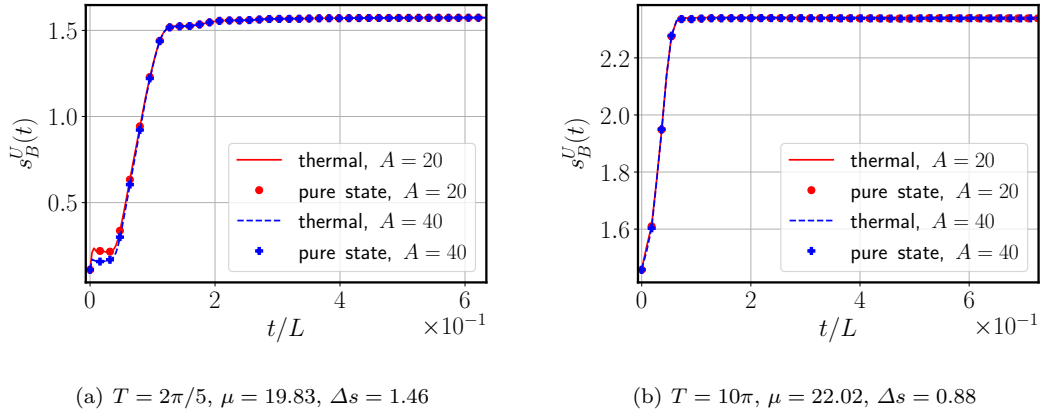 1.5
1.0
0.5
s_B^U(t)
thermal, A = 20
pure state, A = 20
thermal, A = 40
pure state, A = 40
0 2 4 6
t/L ×10⁻¹
(a) T = 2π/5, μ = 19.83, Δs = 1.46
2.2
2.0
1.8
1.6
s_B^U(t)
thermal, A = 20
pure state, A = 20
thermal, A = 40
pure state, A = 40
0 2 4 6
t/L ×10⁻¹
(b) T = 10π, μ = 22.02, Δs = 0.88